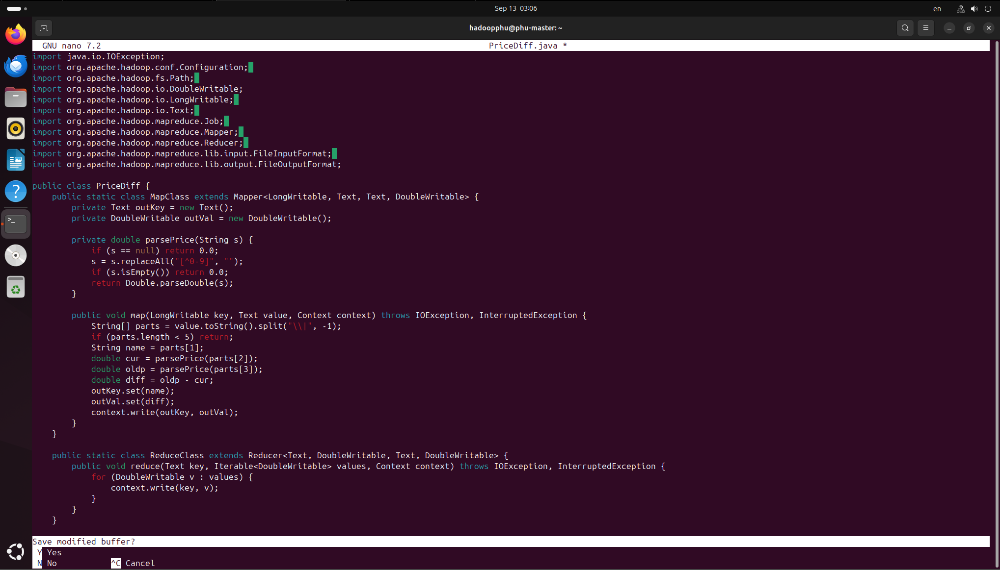 Sep 13 03:06
en
hadoopphu@phu-master: ~
GNU nano 7.2 PriceDiff.java *
import java.io.IOException;
import org.apache.hadoop.conf.Configuration;
import org.apache.hadoop.fs.Path;
import org.apache.hadoop.io.DoubleWritable;
import org.apache.hadoop.io.LongWritable;
import org.apache.hadoop.io.Text;
import org.apache.hadoop.mapreduce.Job;
import org.apache.hadoop.mapreduce.Mapper;
import org.apache.hadoop.mapreduce.Reducer;
import org.apache.hadoop.mapreduce.lib.input.FileInputFormat;
import org.apache.hadoop.mapreduce.lib.output.FileOutputFormat;

public class PriceDiff {
    public static class MapClass extends Mapper<LongWritable, Text, Text, DoubleWritable> {
        private Text outKey = new Text();
        private DoubleWritable outVal = new DoubleWritable();

        private double parsePrice(String s) {
            if (s == null) return 0.0;
            s = s.replaceAll("[^0-9]", "");
            if (s.isEmpty()) return 0.0;
            return Double.parseDouble(s);
        }

        public void map(LongWritable key, Text value, Context context) throws IOException, InterruptedException {
            String[] parts = value.toString().split("\\|", -1);
            if (parts.length < 5) return;
            String name = parts[1];
            double cur = parsePrice(parts[2]);
            double oldp = parsePrice(parts[3]);
            double diff = oldp - cur;
            outKey.set(name);
            outVal.set(diff);
            context.write(outKey, outVal);
        }
    }

    public static class ReduceClass extends Reducer<Text, DoubleWritable, Text, DoubleWritable> {
        public void reduce(Text key, Iterable<DoubleWritable> values, Context context) throws IOException, InterruptedException {
            for (DoubleWritable v : values) {
                context.write(key, v);
            }
        }
    }

Save modified buffer?
Y Yes
N No ^C Cancel